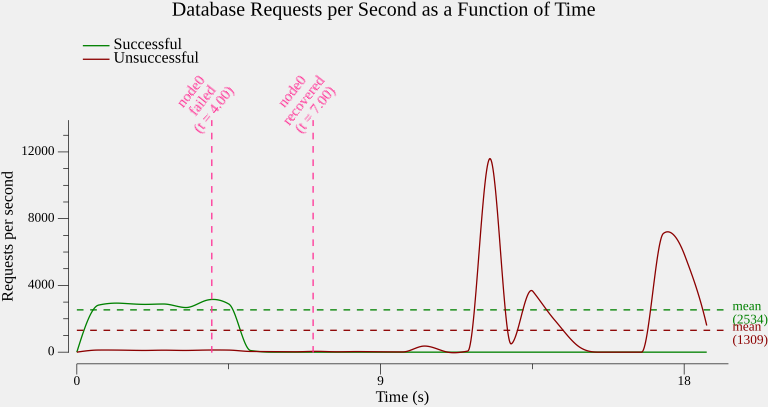 Database Requests per Second as a Function of Time
Successful
Unsuccessful
node0
failed
(t = 4.00)
node0
recovered
(t = 7.00)
Requests per second
12000
8000
4000
0
mean
(2534)
mean
(1309)
0
9
18
Time (s)